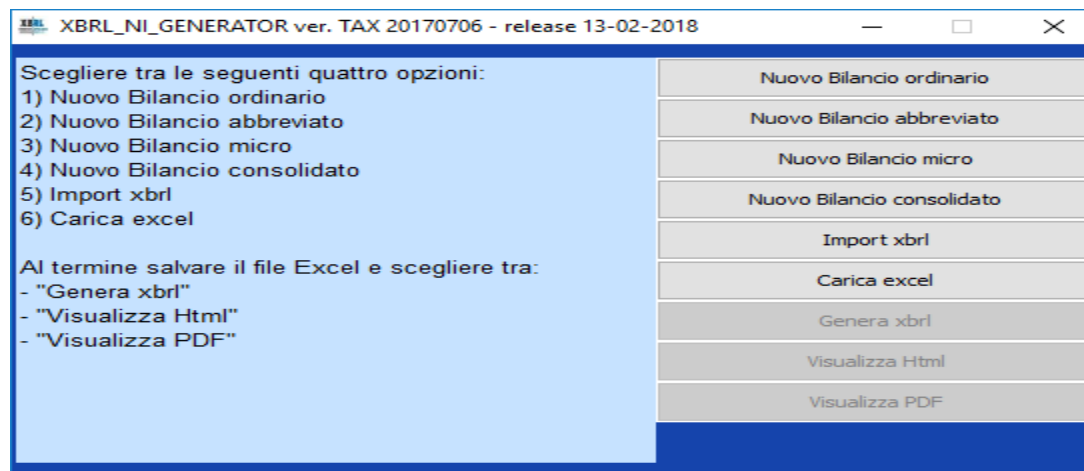 XBRL_NI_GENERATOR ver. TAX 20170706 - release 13-02-2018
Scegliere tra le seguenti quattro opzioni:
1) Nuovo Bilancio ordinario
2) Nuovo Bilancio abbreviato
3) Nuovo Bilancio micro
4) Nuovo Bilancio consolidato
5) Import xbrl
6) Carica excel
Al termine salvare il file Excel e scegliere tra:
- "Genera xbrl"
- "Visualizza Html"
- "Visualizza PDF"
Nuovo Bilancio ordinario
Nuovo Bilancio abbreviato
Nuovo Bilancio micro
Nuovo Bilancio consolidato
Import xbrl
Carica excel
Genera xbrl
Visualizza Html
Visualizza PDF